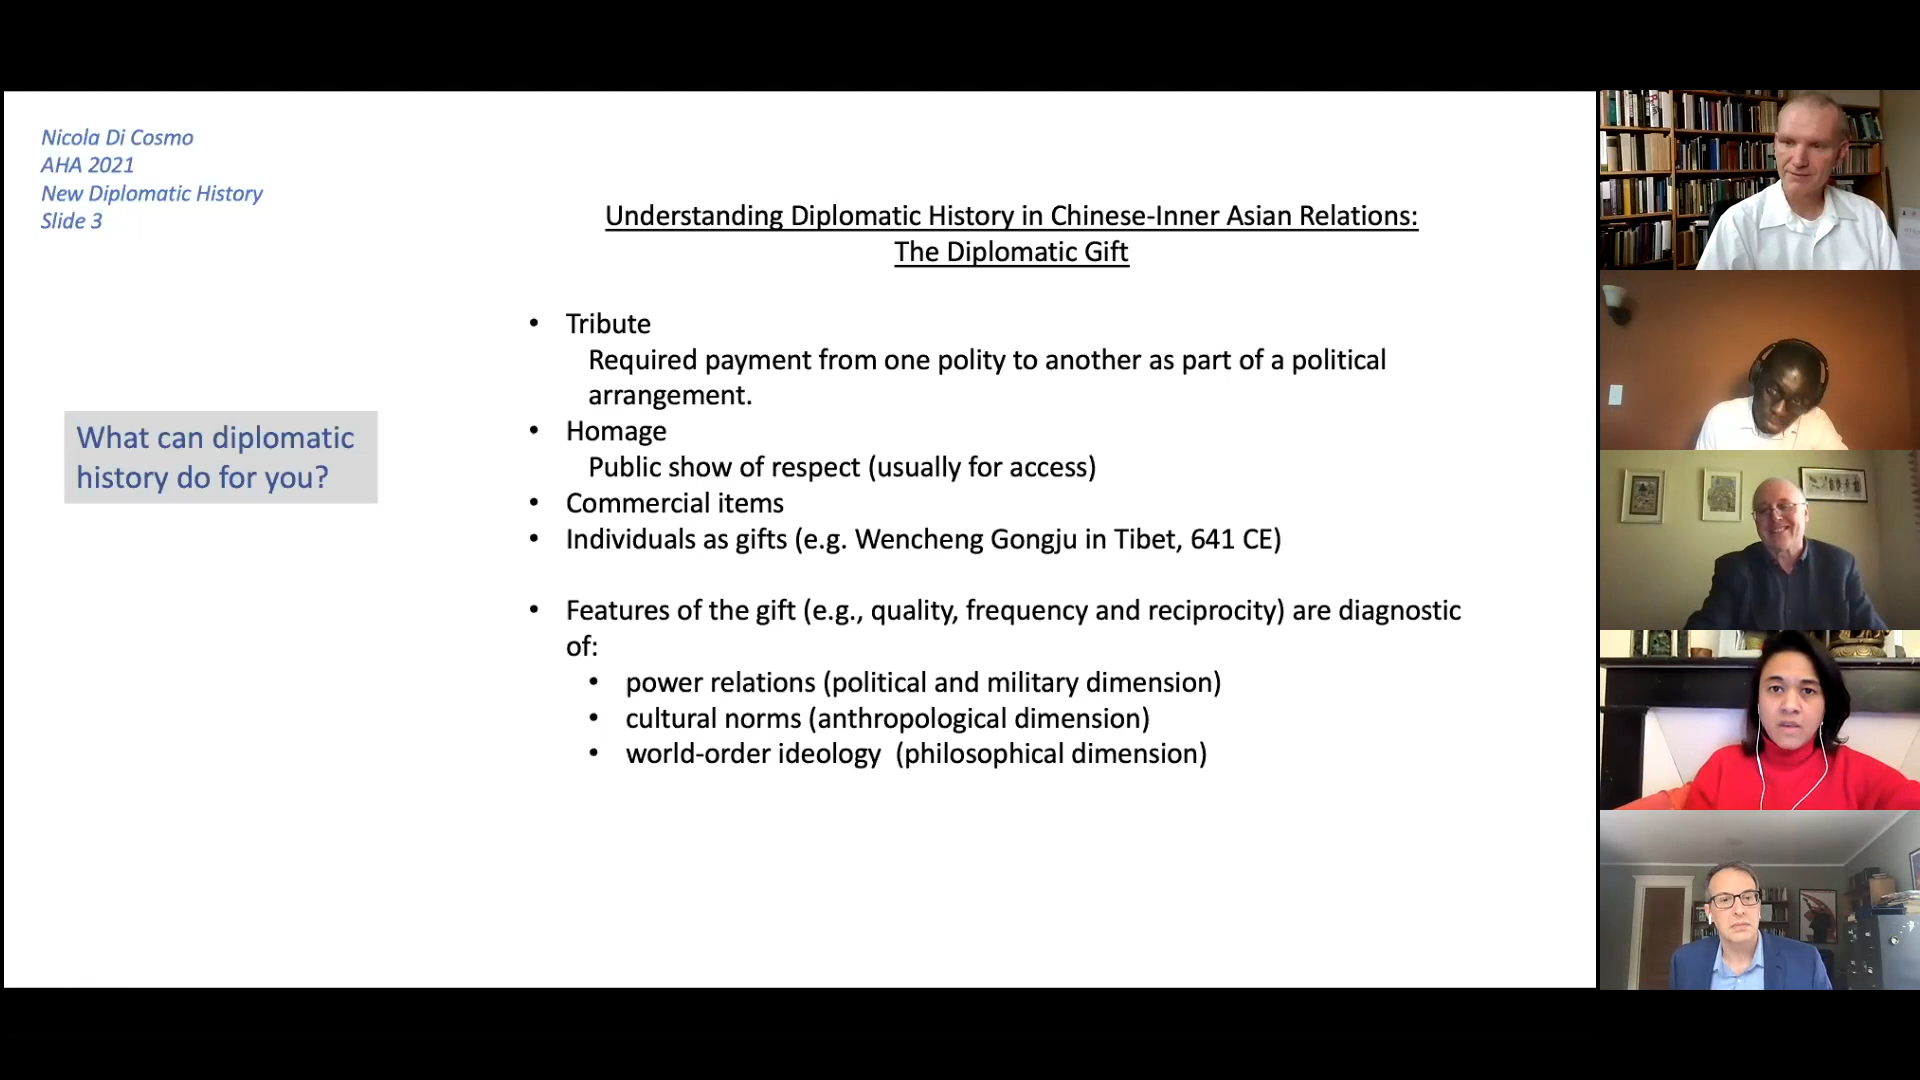 Nicola Di Cosmo
AHA 2021
New Diplomatic History
Slide 3
Understanding Diplomatic History in Chinese-Inner Asian Relations:
The Diplomatic Gift
• Tribute
Required payment from one polity to another as part of a political
arrangement.
• Homage
Public show of respect (usually for access)
• Commercial items
• Individuals as gifts (e.g. Wencheng Gongju in Tibet, 641 CE)
• Features of the gift (e.g., quality, frequency and reciprocity) are diagnostic
of:
• power relations (political and military dimension)
• cultural norms (anthropological dimension)
• world-order ideology  (philosophical dimension)
What can diplomatic
history do for you?